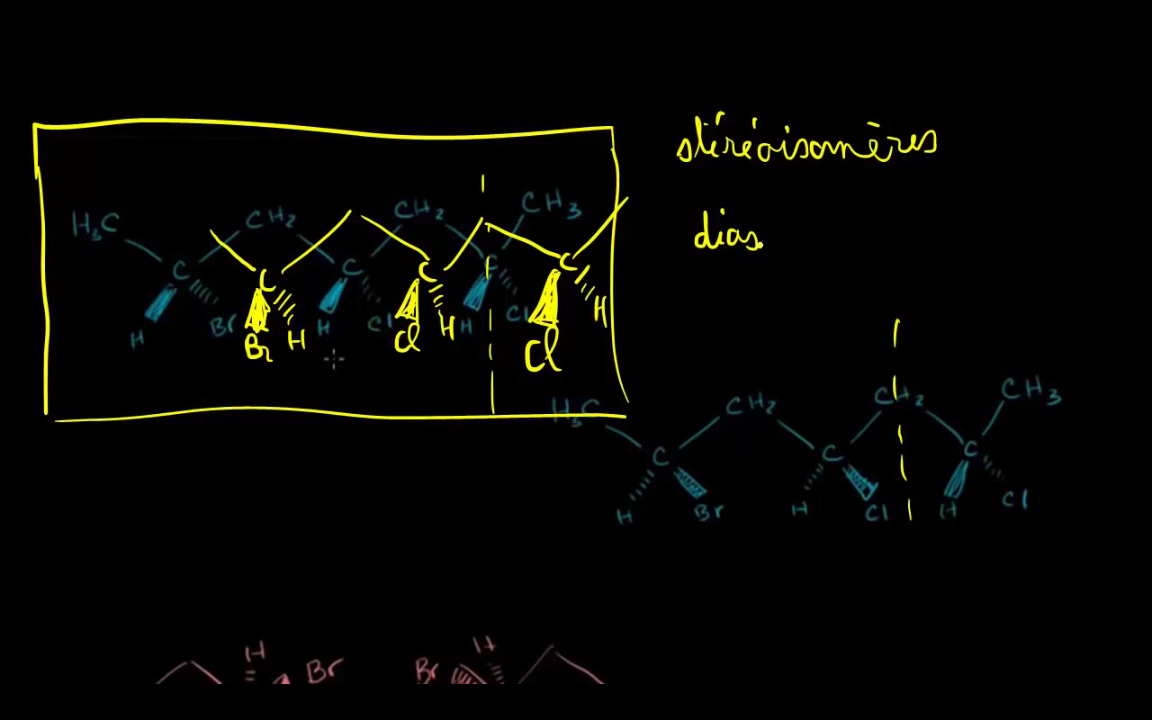 stéréoisomères
dias.
H₃C CH₂ CH₂ CH₃
C C C C C C
H Br Br H H Cl Cl H H Cl Cl H
H₃C CH₂ CH₂ CH₃
C C C
H Br H Cl H Cl
H Br Br H